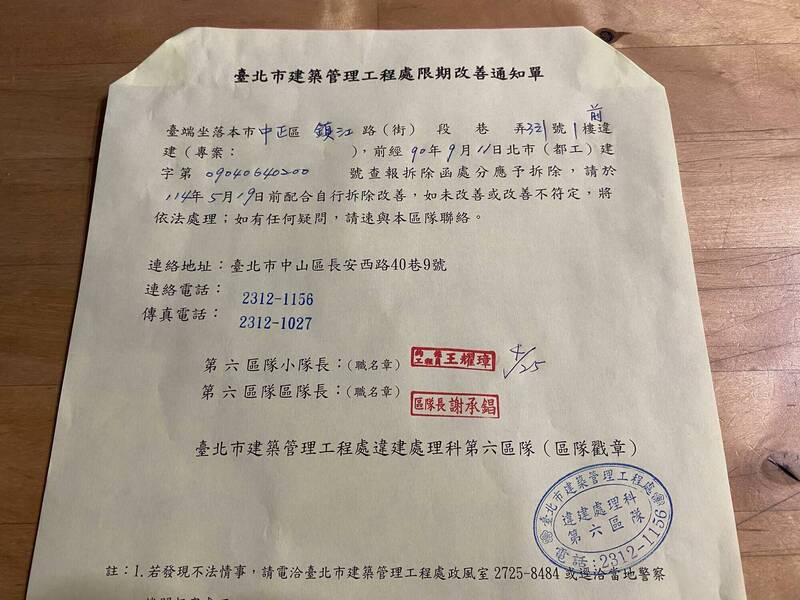 臺北市建築管理工程處限期改善通知單
臺端坐落本市中正區 鎮江 路(街) 段 巷 弄321號1樓前違
建(專案: ),前經90年9月11日北市(都工)建
字第 09040640200 號查報拆除函處分應予拆除,請於
114年5月19日前配合自行拆除改善,如未改善或改善不符定,將
依法處理;如有任何疑問,請速與本區隊聯絡。
連絡地址:臺北市中山區長安西路40巷9號
連絡電話: 2312-1156
傳真電話: 2312-1027
第六區隊小隊長:(職名章) 王耀瑋 4/25
第六區隊區隊長:(職名章) 區隊長 謝承錩
臺北市建築管理工程處違建處理科第六區隊(區隊戳章)
臺北市建築管理工程處
違建處理科
第六區隊
電話:2312-1156
註:1.若發現不法情事,請電洽臺北市建築管理工程處政風室 2725-8484 或逕洽當地警察